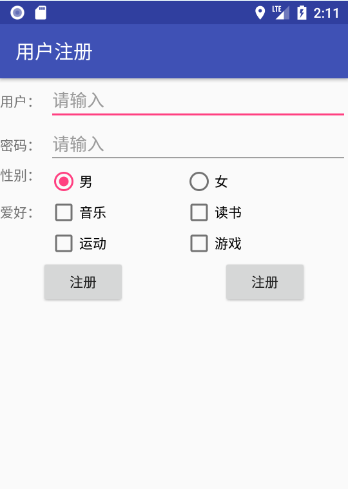 LTE 2:11
用户注册
用户： 请输入
密码： 请输入
性别： 男 女
爱好： 音乐 读书
运动 游戏
注册 注册